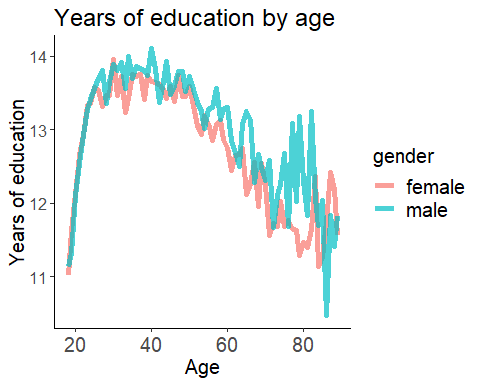 Years of education by age
Years of education
14
13
12
11
20 40 60 80
Age
gender
female
male